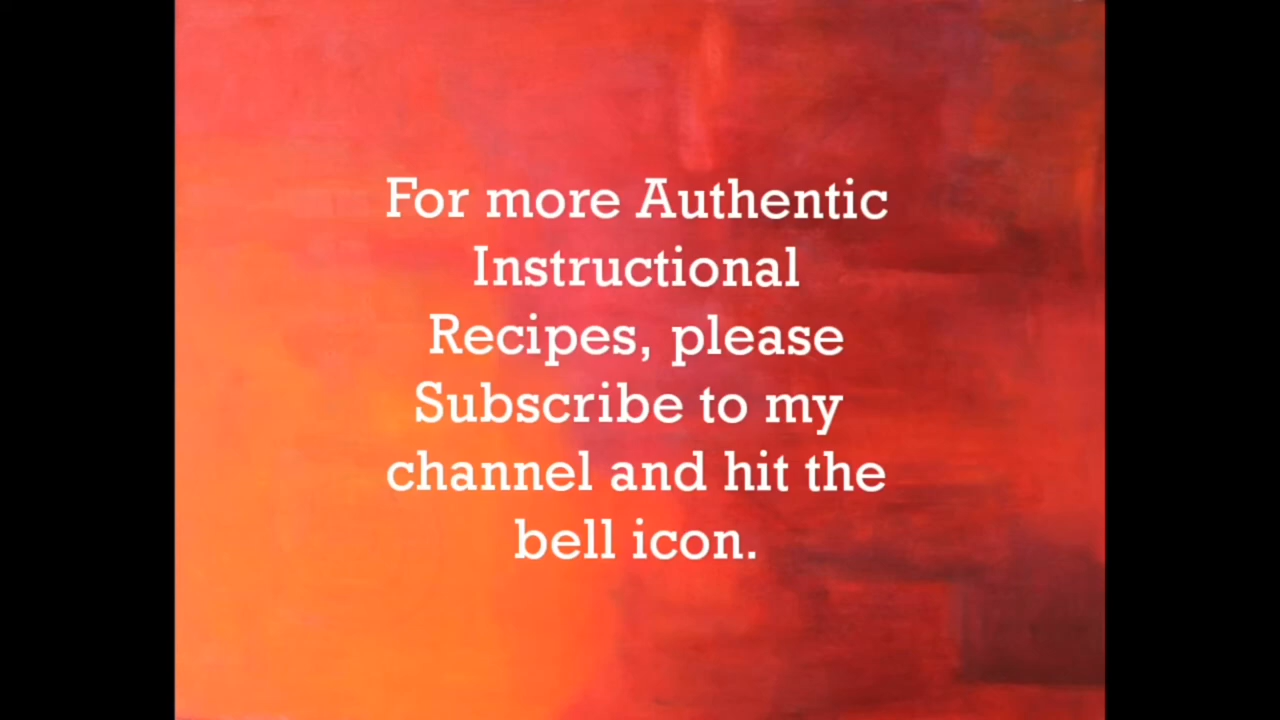 For more Authentic
Instructional
Recipes, please
Subscribe to my
channel and hit the
bell icon.